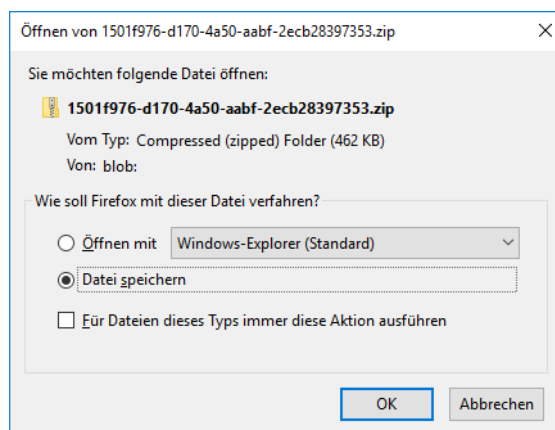 Öffnen von 1501f976-d170-4a50-aabf-2ecb28397353.zip
Sie möchten folgende Datei öffnen:
1501f976-d170-4a50-aabf-2ecb28397353.zip
Vom Typ: Compressed (zipped) Folder (462 KB)
Von: blob:
Wie soll Firefox mit dieser Datei verfahren?
Öffnen mit Windows-Explorer (Standard)
Datei speichern
Für Dateien dieses Typs immer diese Aktion ausführen
OK Abbrechen